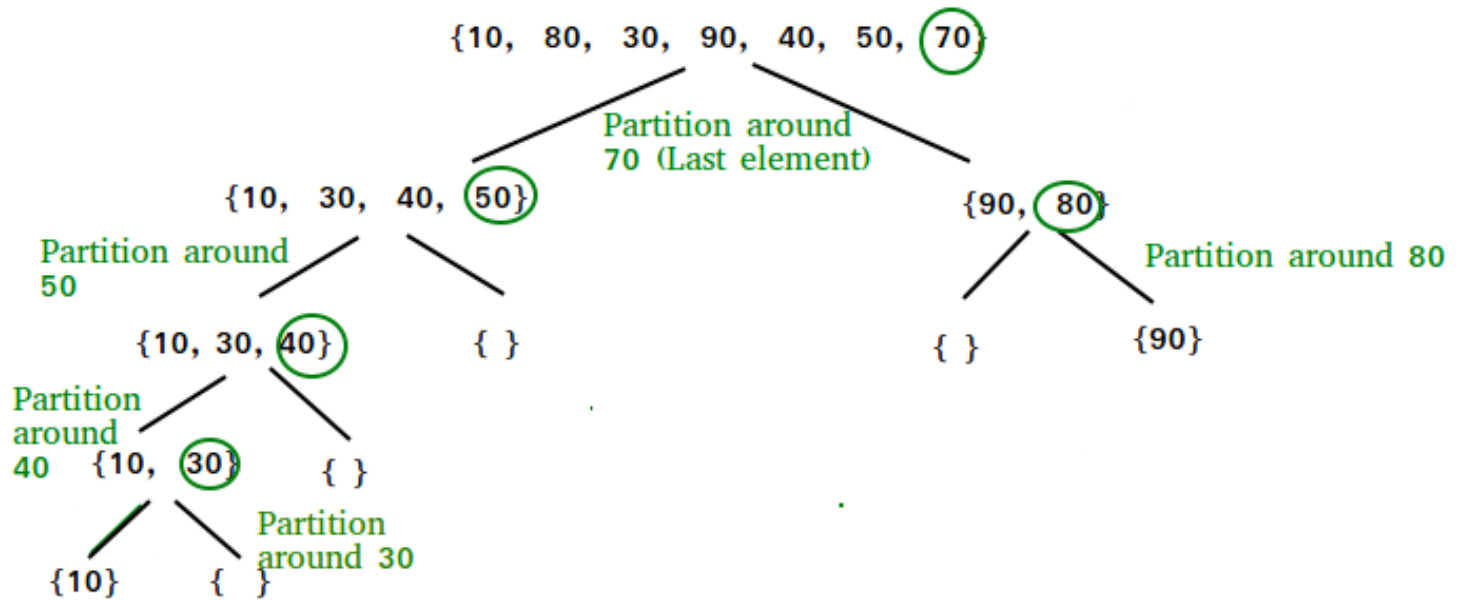 {10, 80, 30, 90, 40, 50, 70}
Partition around
70 (Last element)
{10, 30, 40, 50}
{90, 80}
Partition around
50
Partition around 80
{10, 30, 40}
{ }
{ }
{90}
Partition
around
40
{10, 30}
{ }
Partition
around 30
{10}
{ }